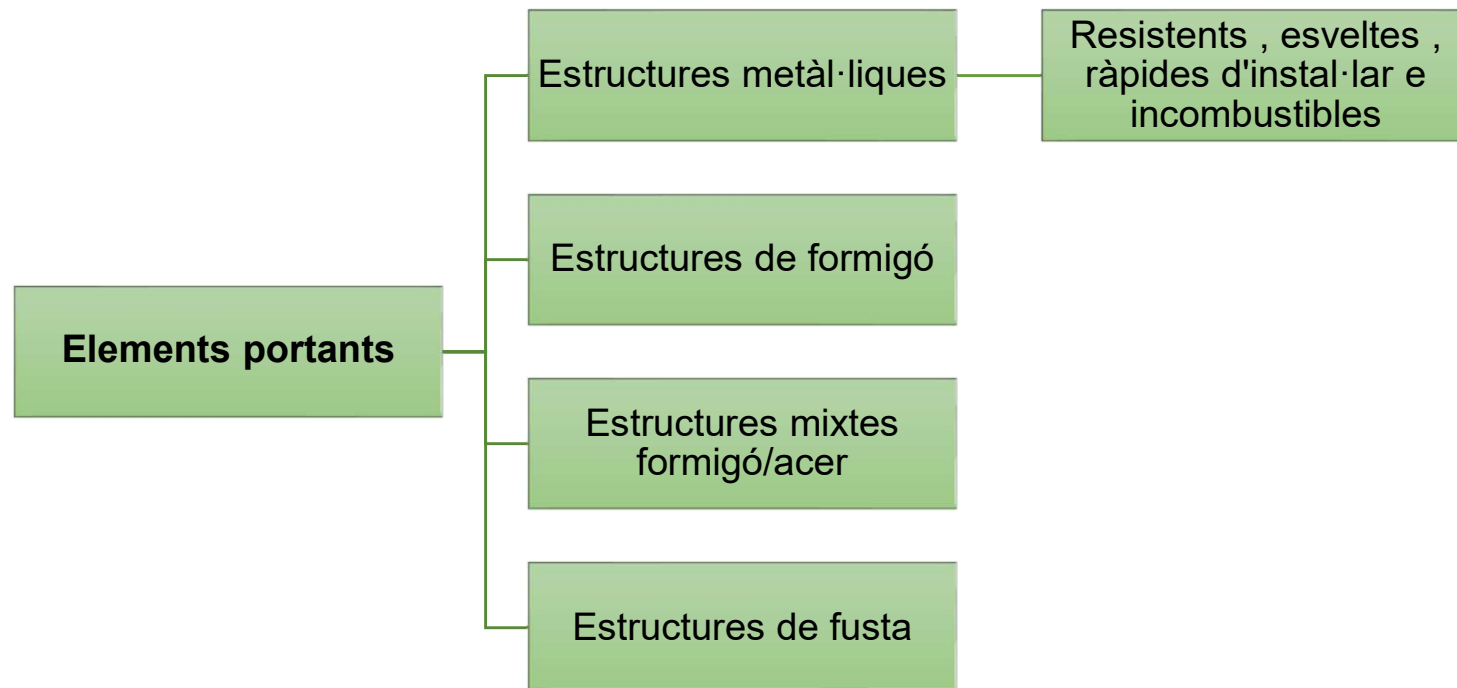 Elements portants
Estructures metàl·liques
Resistents , esveltes ,
ràpides d'instal·lar e
incombustibles
Estructures de formigó
Estructures mixtes
formigó/acer
Estructures de fusta